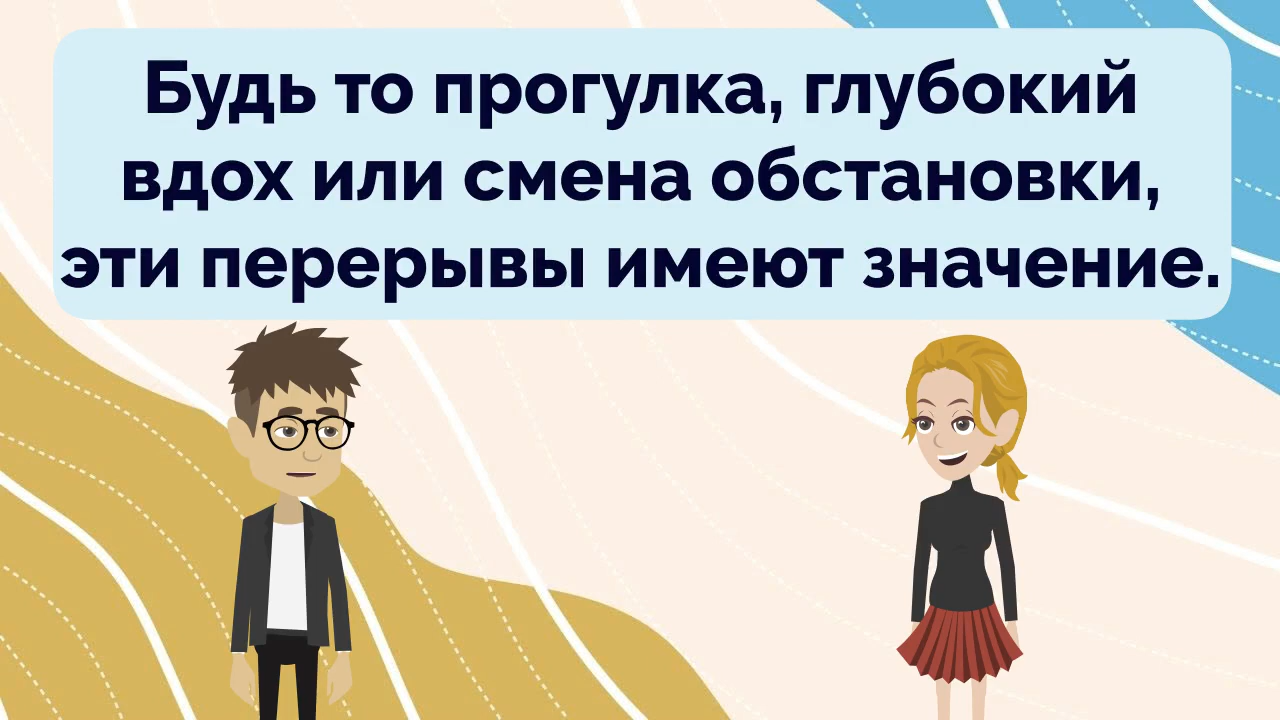 Будь то прогулка, глубокий
вдох или смена обстановки,
эти перерывы имеют значение.